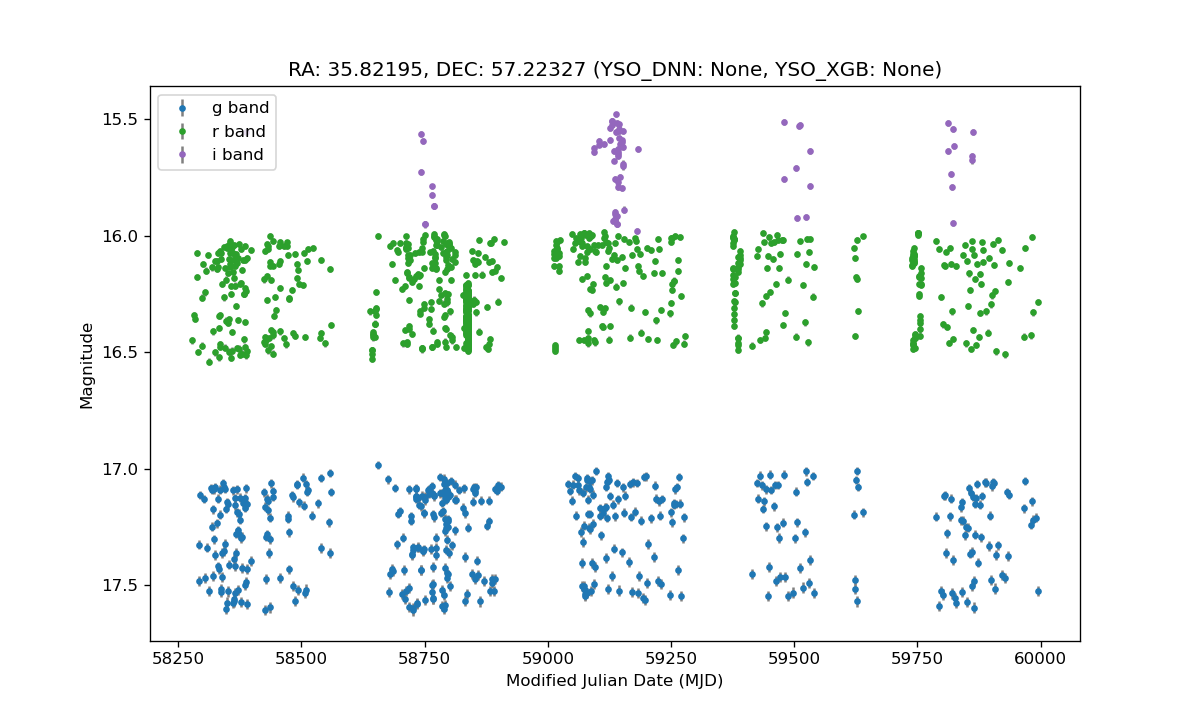 RA: 35.82195, DEC: 57.22327 (YSO_DNN: None, YSO_XGB: None)
g band
r band
i band
15.5
16.0
16.5
17.0
17.5
Magnitude
58250 58500 58750 59000 59250 59500 59750 60000
Modified Julian Date (MJD)